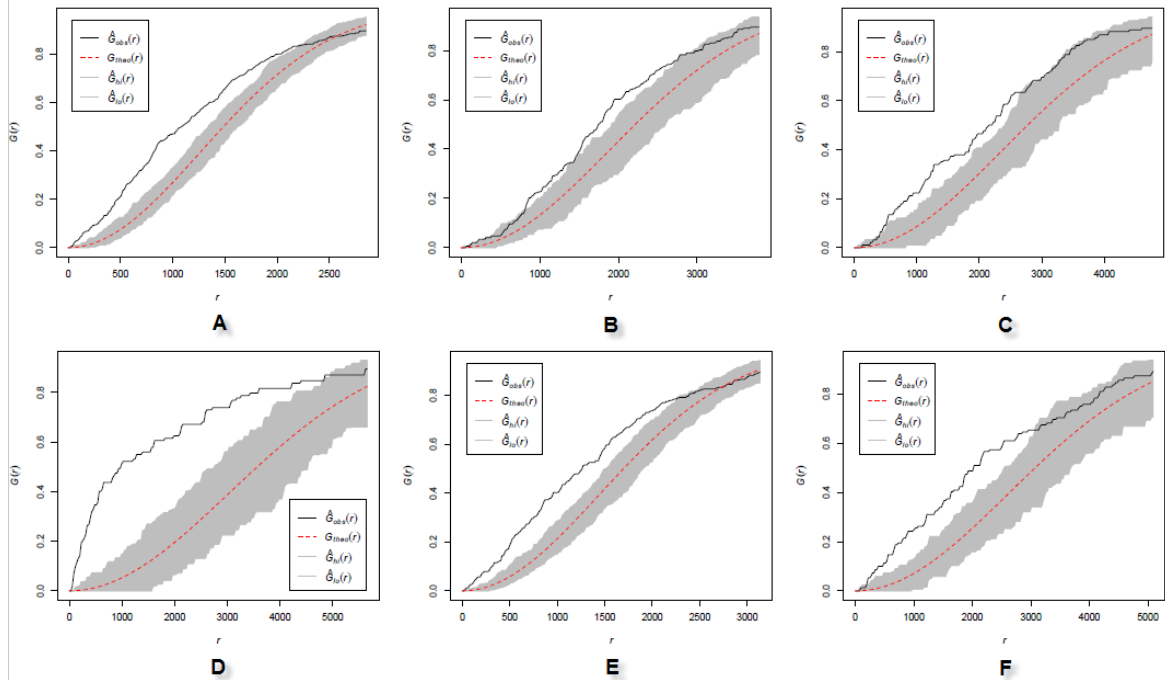 G(r)
0.0 0.2 0.4 0.6 0.8
Ĝobs(r)
Gtheo(r)
Ĝhi(r)
Ĝlo(r)
0 500 1000 1500 2000 2500
r
A
G(r)
0.0 0.2 0.4 0.6 0.8
Ĝobs(r)
Gtheo(r)
Ĝhi(r)
Ĝlo(r)
0 1000 2000 3000
r
B
G(r)
0.0 0.2 0.4 0.6 0.8
Ĝobs(r)
Gtheo(r)
Ĝhi(r)
Ĝlo(r)
0 1000 2000 3000 4000
r
C
G(r)
0.0 0.2 0.4 0.6 0.8
Ĝobs(r)
Gtheo(r)
Ĝhi(r)
Ĝlo(r)
0 1000 2000 3000 4000 5000
r
D
G(r)
0.0 0.2 0.4 0.6 0.8
Ĝobs(r)
Gtheo(r)
Ĝhi(r)
Ĝlo(r)
0 500 1000 1500 2000 2500 3000
r
E
G(r)
0.0 0.2 0.4 0.6 0.8
Ĝobs(r)
Gtheo(r)
Ĝhi(r)
Ĝlo(r)
0 1000 2000 3000 4000 5000
r
F